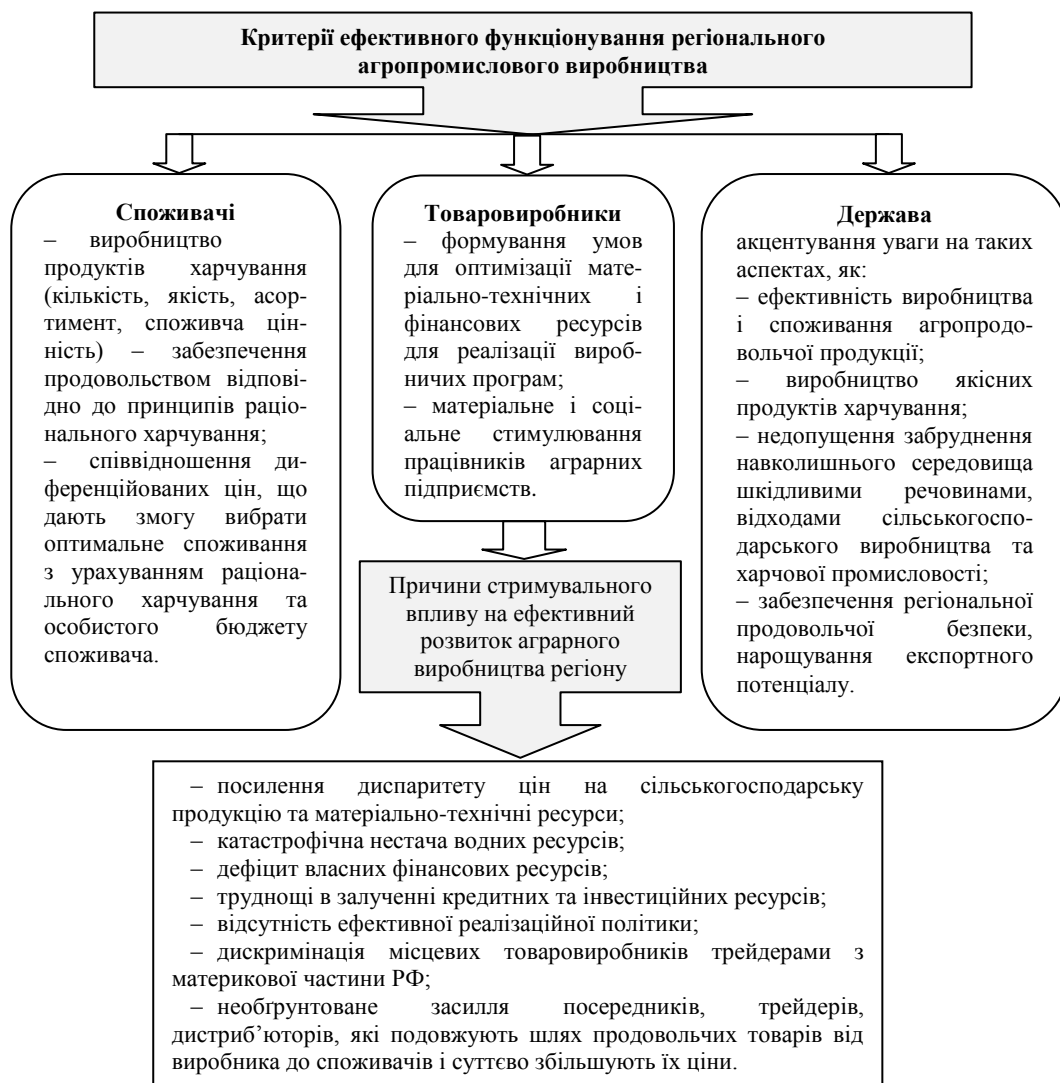 Критерії ефективного функціонування регіонального
агропромислового виробництва
Споживачі
– виробництво
продуктів харчування
(кількість, якість, асор-
тимент, споживча цін-
ність) – забезпечення
продовольством відпові-
дно до принципів раціо-
нального харчування;
– співвідношення ди-
ференційованих цін, що
дають змогу вибрати
оптимальне споживання
з урахуванням раціона-
льного харчування та
особистого бюджету
споживача.
Товаровиробники
– формування умов
для оптимізації мате-
ріально-технічних і
фінансових ресурсів
для реалізації вироб-
ничих програм;
– матеріальне і соці-
альне стимулювання
працівників аграрних
підприємств.
Держава
акцентування уваги на таких
аспектах, як:
– ефективність виробництва
і споживання агропродо-
вольчої продукції;
– виробництво якісних
продуктів харчування;
– недопущення забруднення
навколишнього середовища
шкідливими речовинами,
відходами сільськогоспо-
дарського виробництва та
харчової промисловості;
– забезпечення регіональної
продовольчої безпеки,
нарощування експортного
потенціалу.
Причини стримувального
впливу на ефективний
розвиток аграрного
виробництва регіону
– посилення диспаритету цін на сільськогосподарську
продукцію та матеріально-технічні ресурси;
– катастрофічна нестача водних ресурсів;
– дефіцит власних фінансових ресурсів;
– труднощі в залученні кредитних та інвестиційних ресурсів;
– відсутність ефективної реалізаційної політики;
– дискримінація місцевих товаровиробників трейдерами з
материкової частини РФ;
– необґрунтоване засилля посередників, трейдерів,
дистриб’юторів, які подовжують шлях продовольчих товарів від
виробника до споживачів і суттєво збільшують їх ціни.